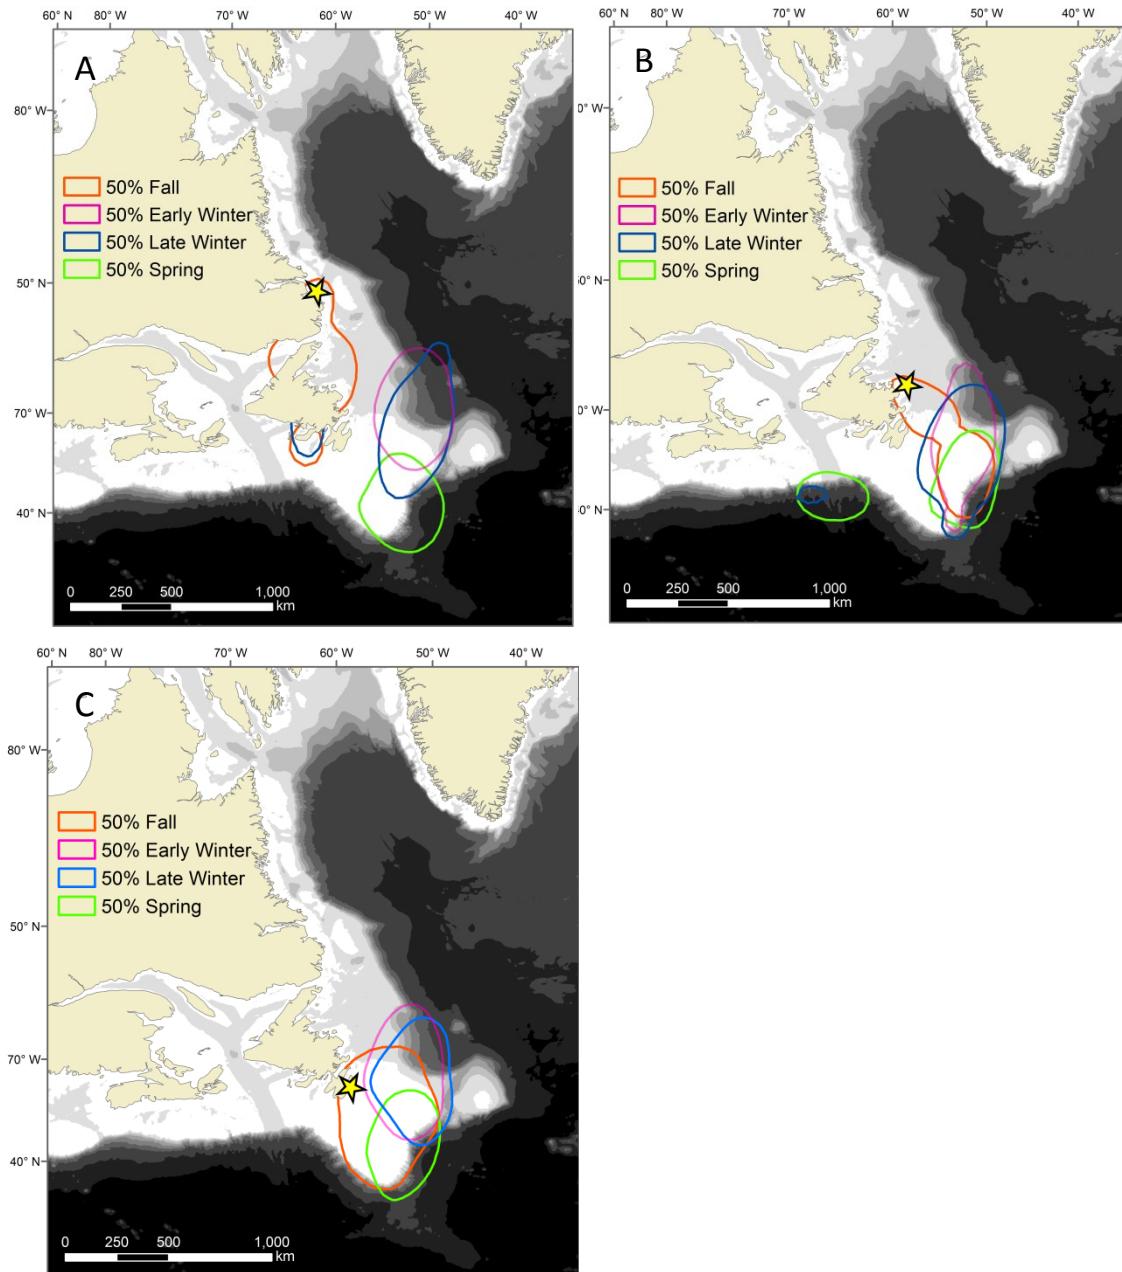 60° N 80° W 70° W 60° W 50° W 40° W
A
80° W
50% Fall
50% Early Winter
50% Late Winter
50% Spring
50° N
70° W
40° N
0 250 500 1,000
km
60° N 70° W 60° W 50° W 40° W
B
0° W
50% Fall
50% Early Winter
50% Late Winter
50% Spring
° N
0° W
0° N
0 250 500 1,000
km
60° N 80° W 70° W 60° W 50° W 40° W
C
80° W
50% Fall
50% Early Winter
50% Late Winter
50% Spring
50° N
70° W
40° N
0 250 500 1,000
km